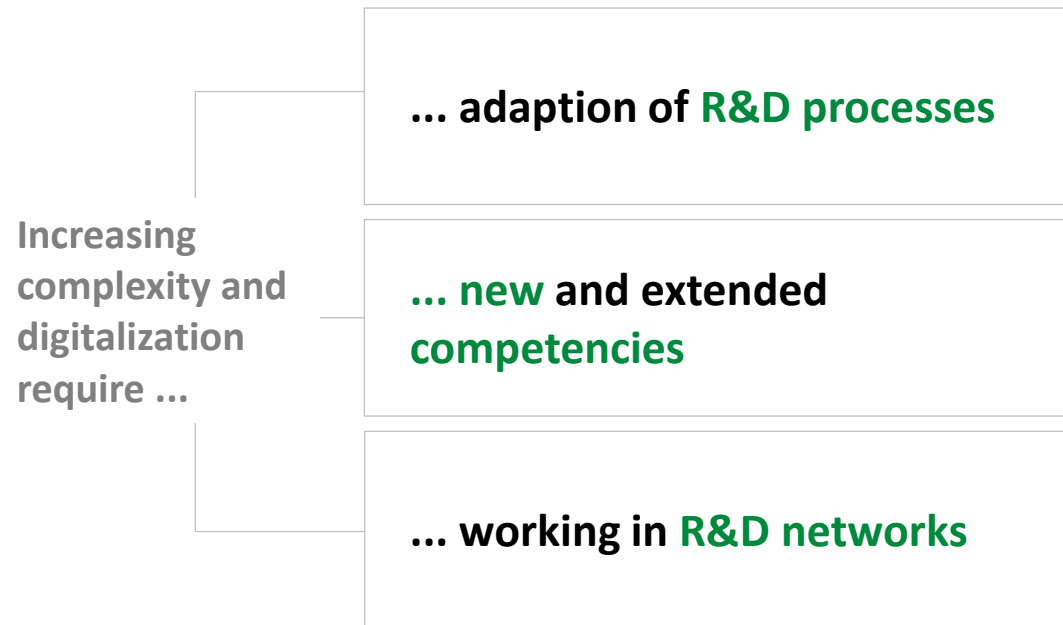 Increasing
complexity and
digitalization
require ...
... adaption of R&D processes
... new and extended
competencies
... working in R&D networks